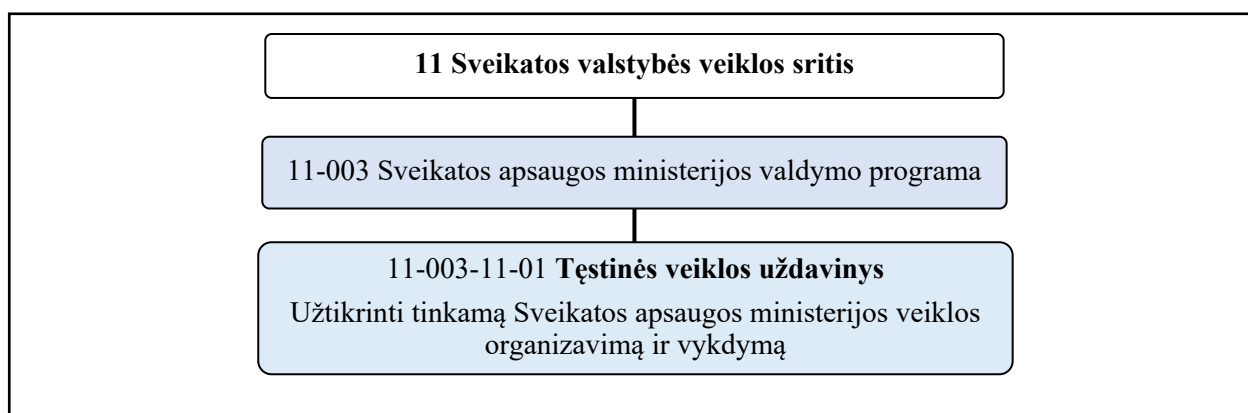 11 Sveikatos valstybės veiklos sritis
11-003 Sveikatos apsaugos ministerijos valdymo programa
11-003-11-01 Tęstinės veiklos uždavinys
Užtikrinti tinkamą Sveikatos apsaugos ministerijos veiklos
organizavimą ir vykdymą